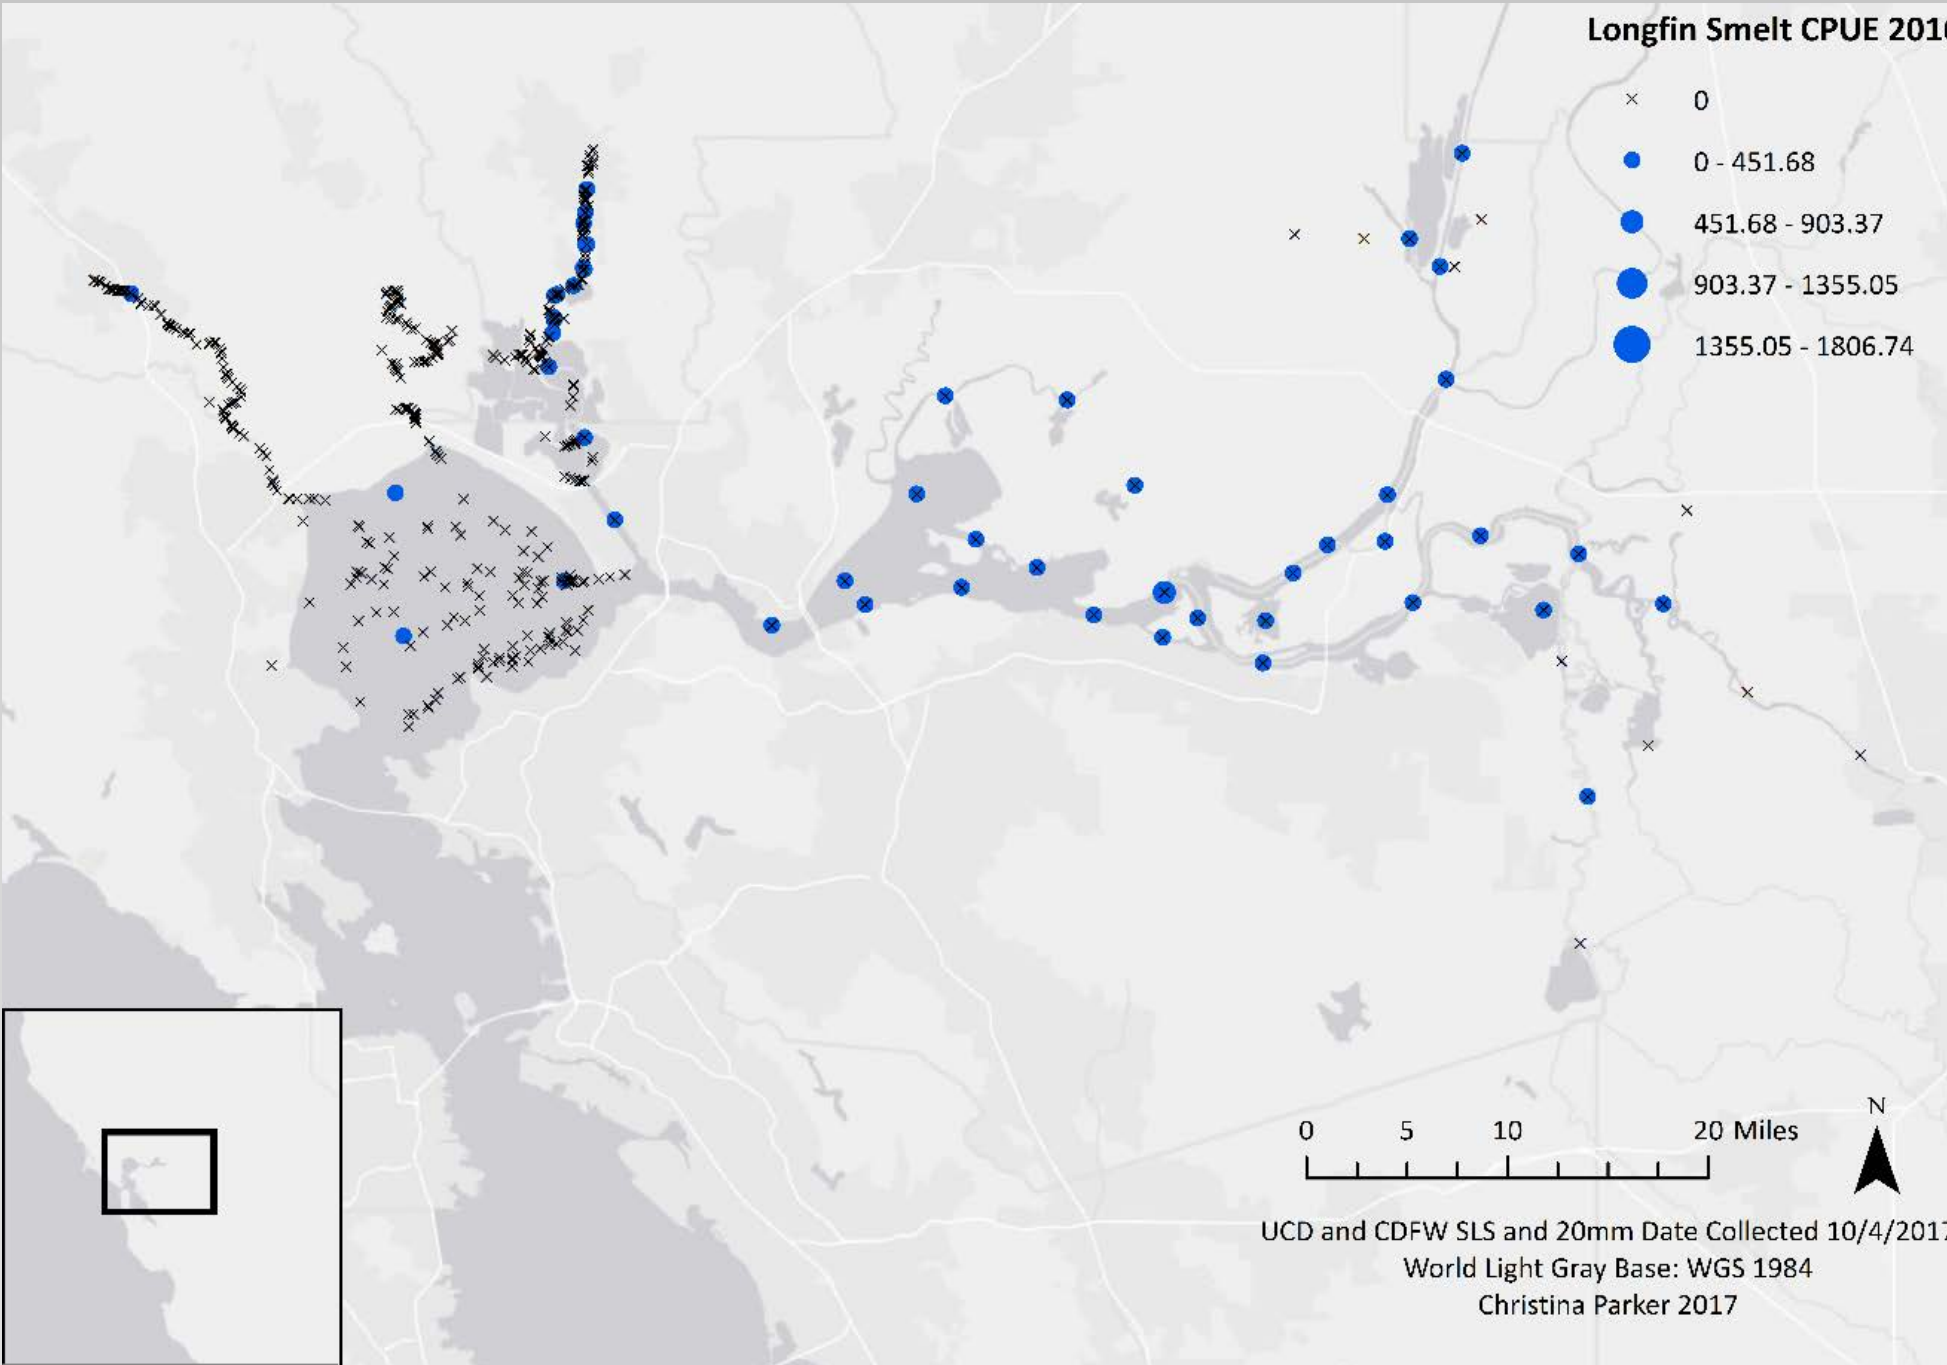 Longfin Smelt CPUE 2016
0
0 - 451.68
451.68 - 903.37
903.37 - 1355.05
1355.05 - 1806.74
N
0 5 10 20 Miles
UCD and CDFW SLS and 20mm Date Collected 10/4/2017
World Light Gray Base: WGS 1984
Christina Parker 2017